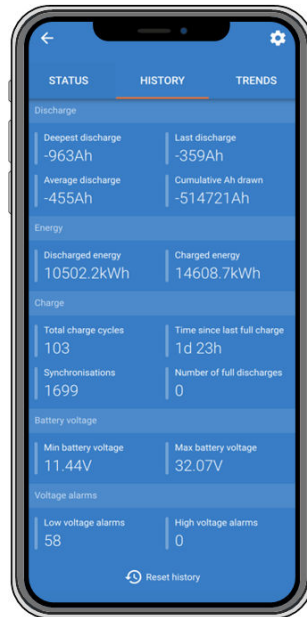 STATUS HISTORY TRENDS
Discharge
Deepest discharge Last discharge
-963Ah -359Ah
Average discharge Cumulative Ah drawn
-455Ah -514721Ah
Energy
Discharged energy Charged energy
10502.2kWh 14608.7kWh
Charge
Total charge cycles Time since last full charge
103 1d 23h
Synchronisations Number of full discharges
1699 0
Battery voltage
Min battery voltage Max battery voltage
11.44V 32.07V
Voltage alarms
Low voltage alarms High voltage alarms
58 0
Reset history